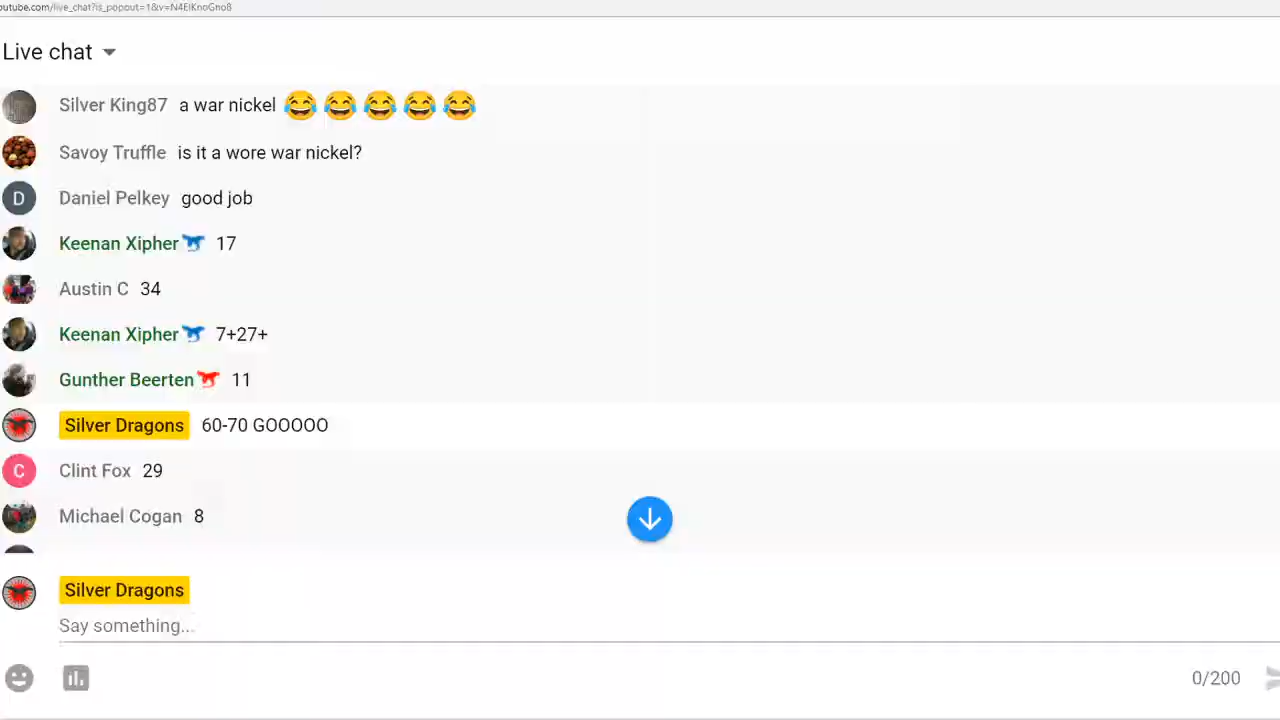 outube.com/live_chat?is_popout=1&v=N4EiKnoGno8
Live chat
Silver King87 a war nickel 😂😂😂😂😂
Savoy Truffle is it a wore war nickel?
D Daniel Pelkey good job
Keenan Xipher 17
Austin C 34
Keenan Xipher 7+27+
Gunther Beerten 11
Silver Dragons 60-70 GOOOOO
C Clint Fox 29
Michael Cogan 8
Silver Dragons
Say something...
0/200